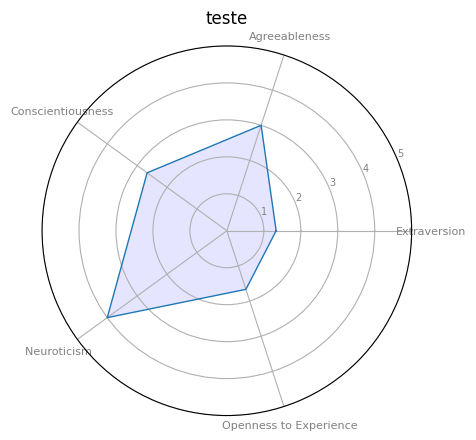 teste
Agreeableness
Conscientiousness
5
4
3
2
1
Extraversion
Neuroticism
Openness to Experience